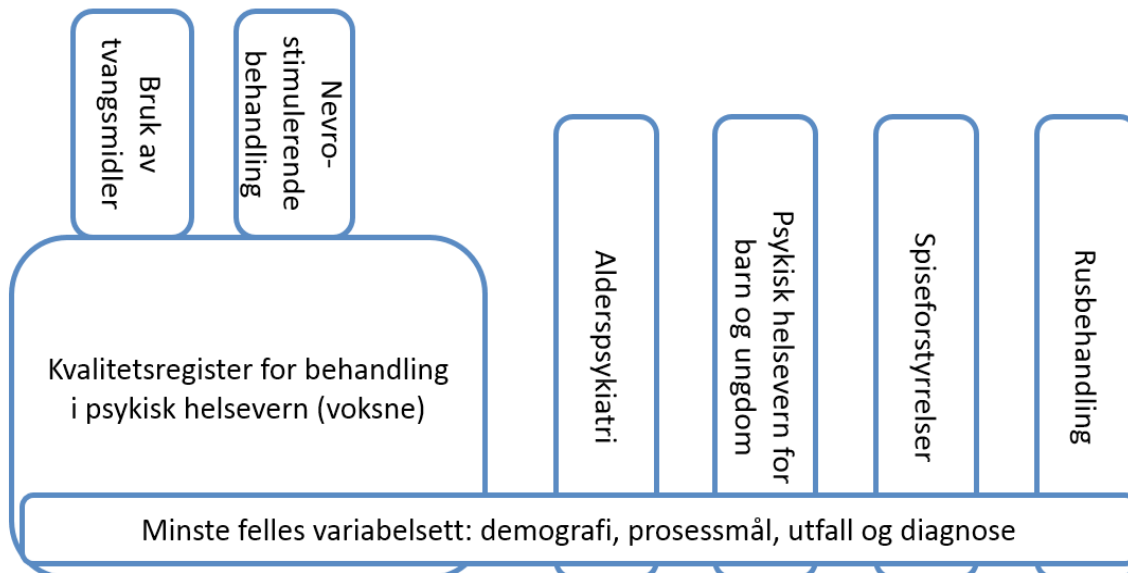 Bruk av
tvangsmidler
Nevro-
stimulerende
behandling
Kvalitetsregister for behandling
i psykisk helsevern (voksne)
Alderspsykiatri
Psykisk helsevern for
barn og ungdom
Spiseforstyrrelser
Rusbehandling
Minste felles variabelsett: demografi, prosessmål, utfall og diagnose